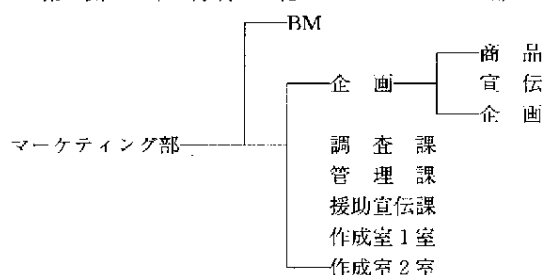 BM
商品
企画
宣伝
企画
マーケティング部
調査課
管理課
援助宣伝課
作成室1室
作成室2室